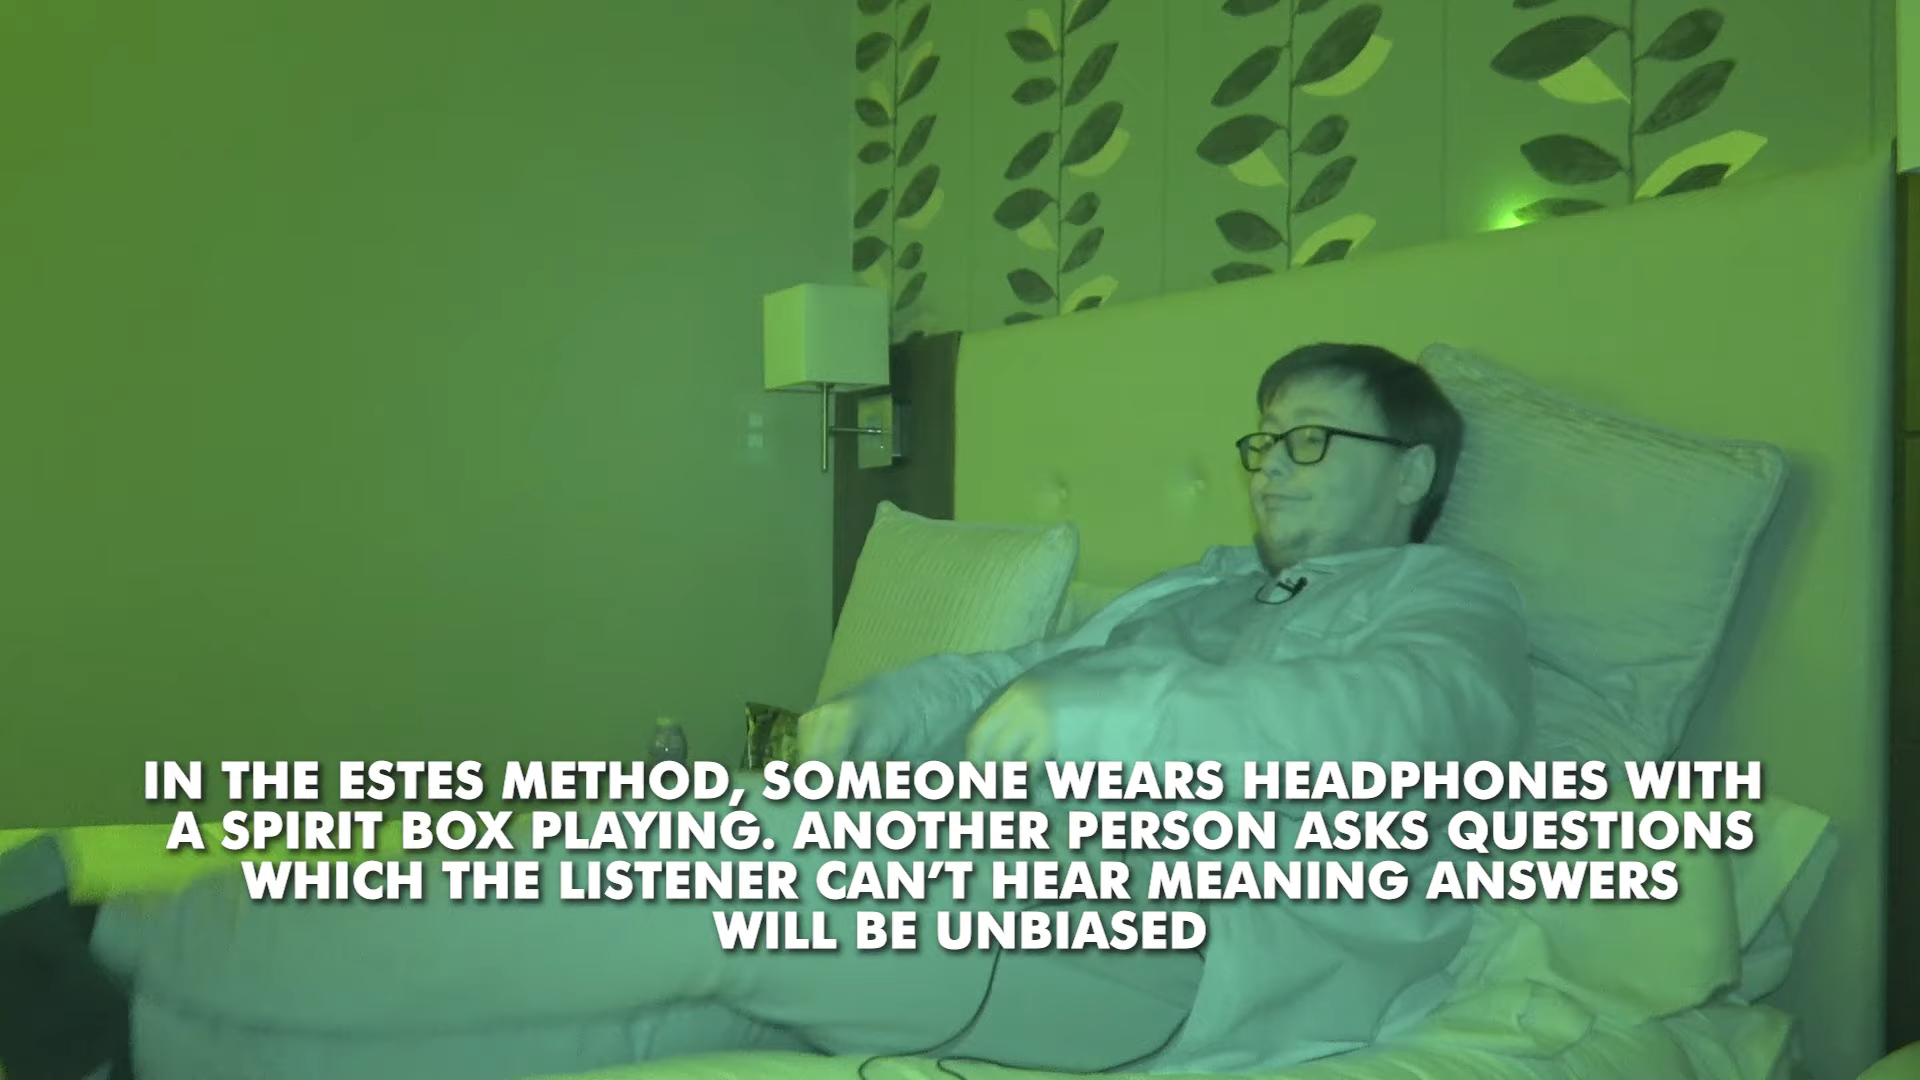 IN THE ESTES METHOD, SOMEONE WEARS HEADPHONES WITH
A SPIRIT BOX PLAYING. ANOTHER PERSON ASKS QUESTIONS
WHICH THE LISTENER CAN'T HEAR MEANING ANSWERS
WILL BE UNBIASED